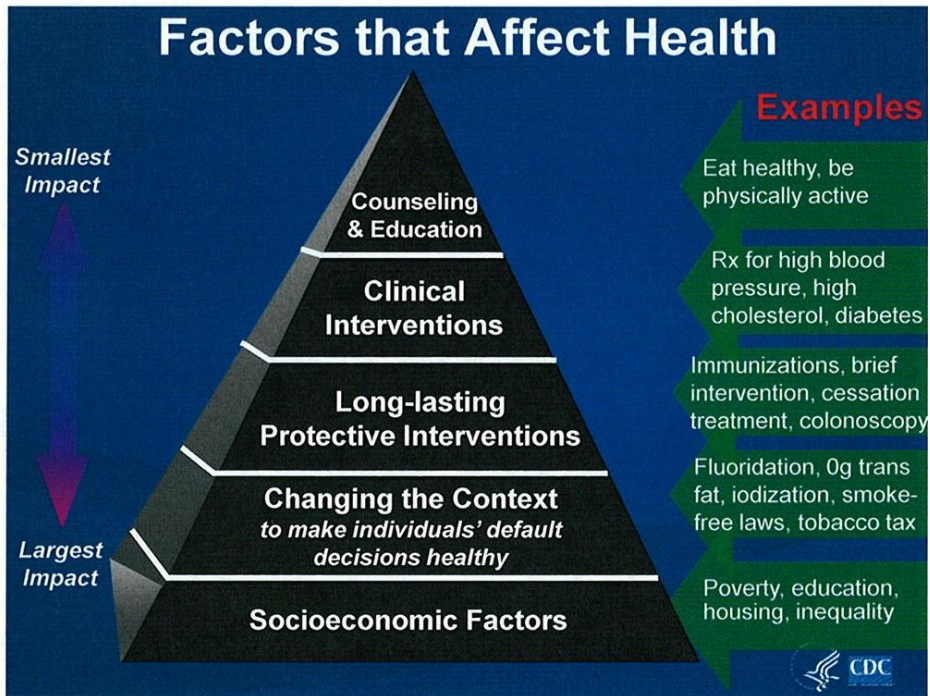 Factors that Affect Health
Examples
Smallest
Impact
Largest
Impact
Counseling
& Education
Eat healthy, be
physically active
Clinical
Interventions
Rx for high blood
pressure, high
cholesterol, diabetes
Long-lasting
Protective Interventions
Immunizations, brief
intervention, cessation
treatment, colonoscopy
Changing the Context
to make individuals' default
decisions healthy
Fluoridation, 0g trans
fat, iodization, smoke-
free laws, tobacco tax
Socioeconomic Factors
Poverty, education,
housing, inequality
CDC